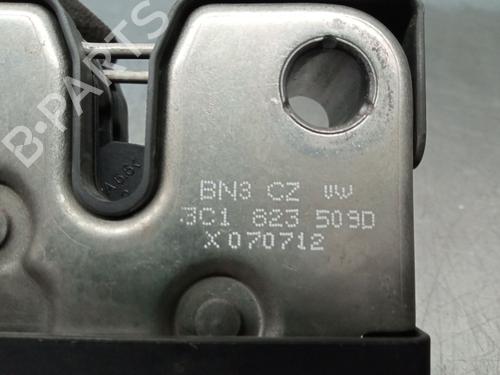 B-PARTS
BN3 CZ VW
3C1 823 509D
X070712